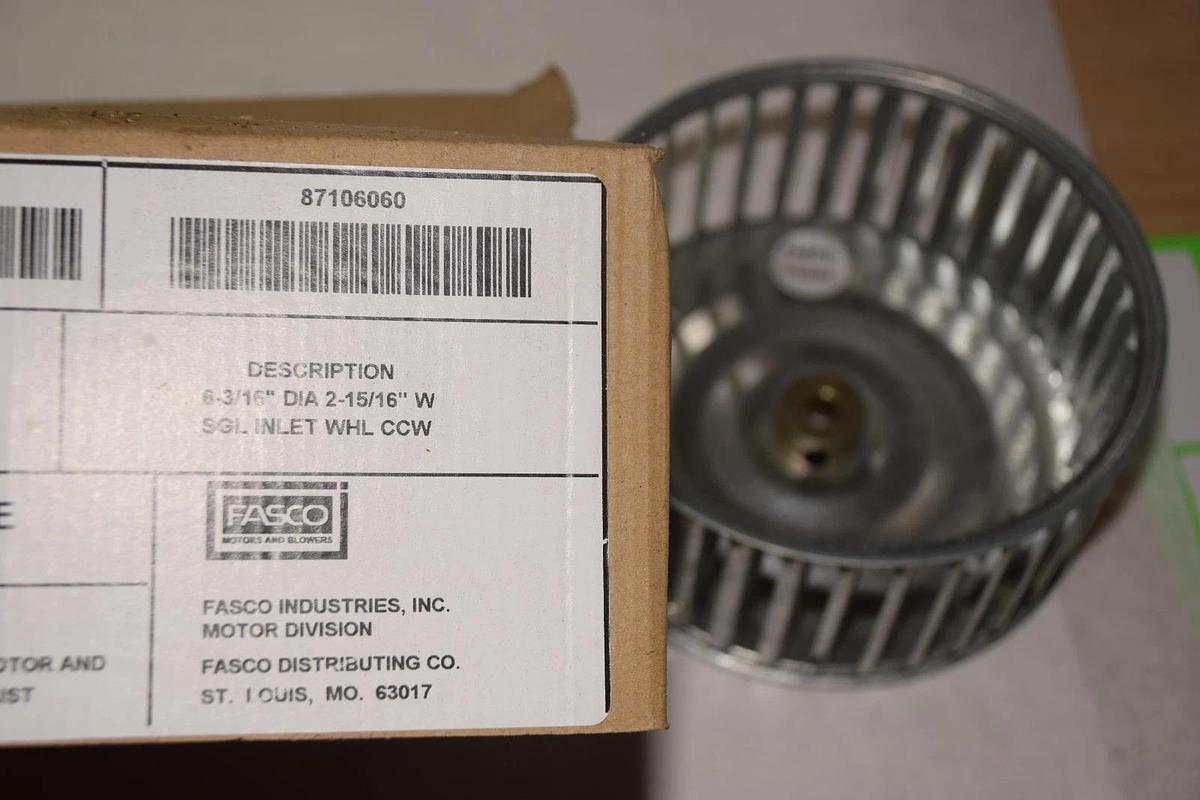 87106060
DESCRIPTION
6-3/16" DIA 2-15/16" W
SGL INLET WHL CCW
E
FASCO
MOTORS AND BLOWERS
FASCO INDUSTRIES, INC.
MOTOR DIVISION
OTOR AND
FASCO DISTRIBUTING CO.
IST
ST. LOUIS, MO. 63017